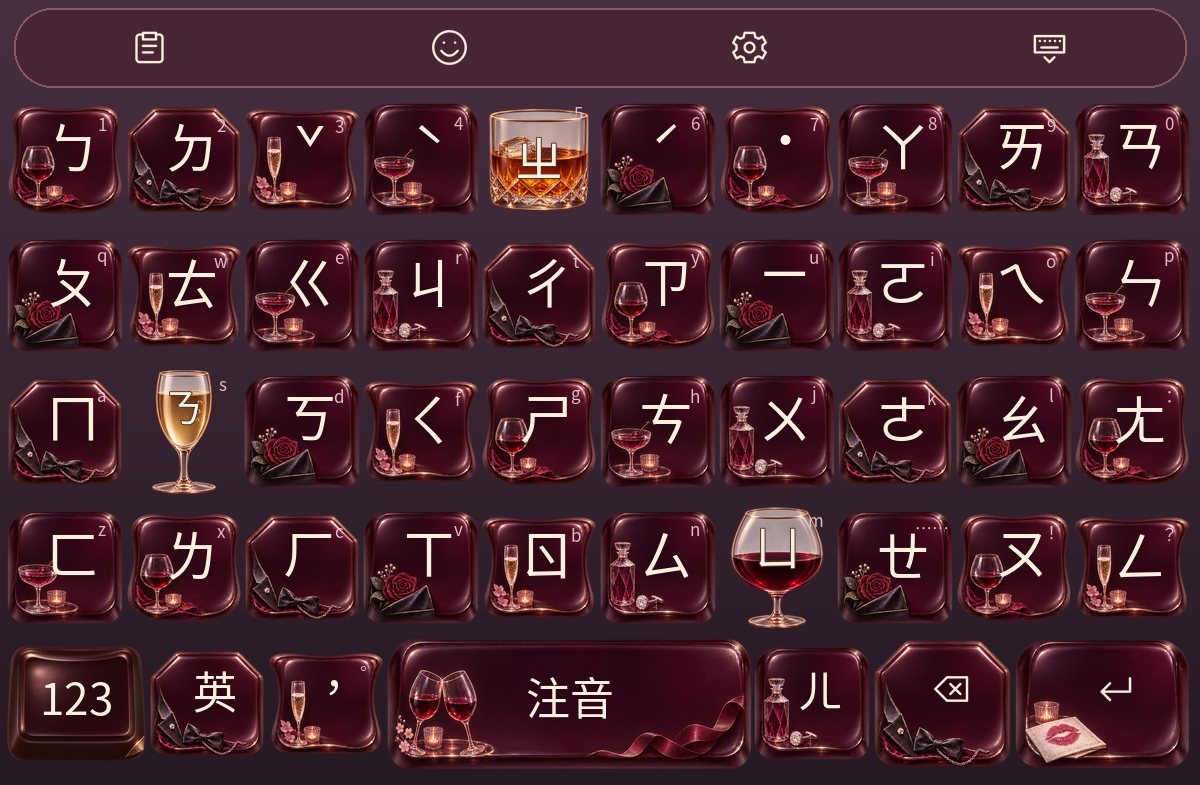 ㄅ 1 ㄉ 2 ˇ 3 ˋ 4 ㄓ 5 ˊ 6 ˙ 7 ㄚ 8 ㄞ 9 ㄢ 0
ㄆ q ㄊ w ㄍ e ㄐ r ㄔ t ㄗ y ㄧ u ㄛ i ㄟ o ㄣ p
ㄇ a ㄋ s ㄎ d ㄑ f ㄕ g ㄘ h ㄨ j ㄜ k ㄠ l ㄤ :
ㄈ z ㄌ x ㄏ c ㄒ v ㄖ b ㄙ n ㄩ m ㄝ …… ㄡ ! ㄥ ?
123 英 , 。 注音 ㄦ